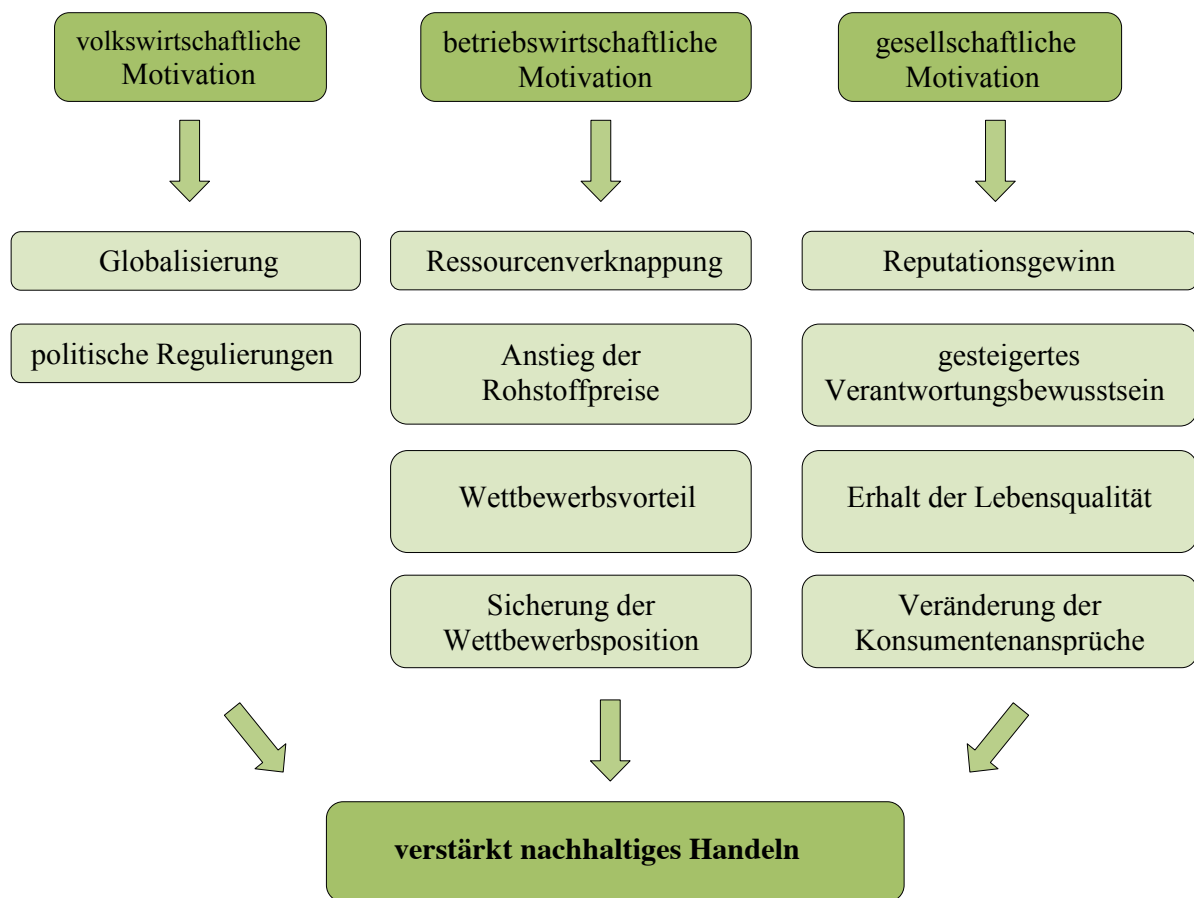 volkswirtschaftliche
Motivation
betriebswirtschaftliche
Motivation
gesellschaftliche
Motivation
Globalisierung
Ressourcenverknappung
Reputationsgewinn
politische Regulierungen
Anstieg der
Rohstoffpreise
gesteigertes
Verantwortungsbewusstsein
Wettbewerbsvorteil
Erhalt der Lebensqualität
Sicherung der
Wettbewerbsposition
Veränderung der
Konsumentenansprüche
verstärkt nachhaltiges Handeln